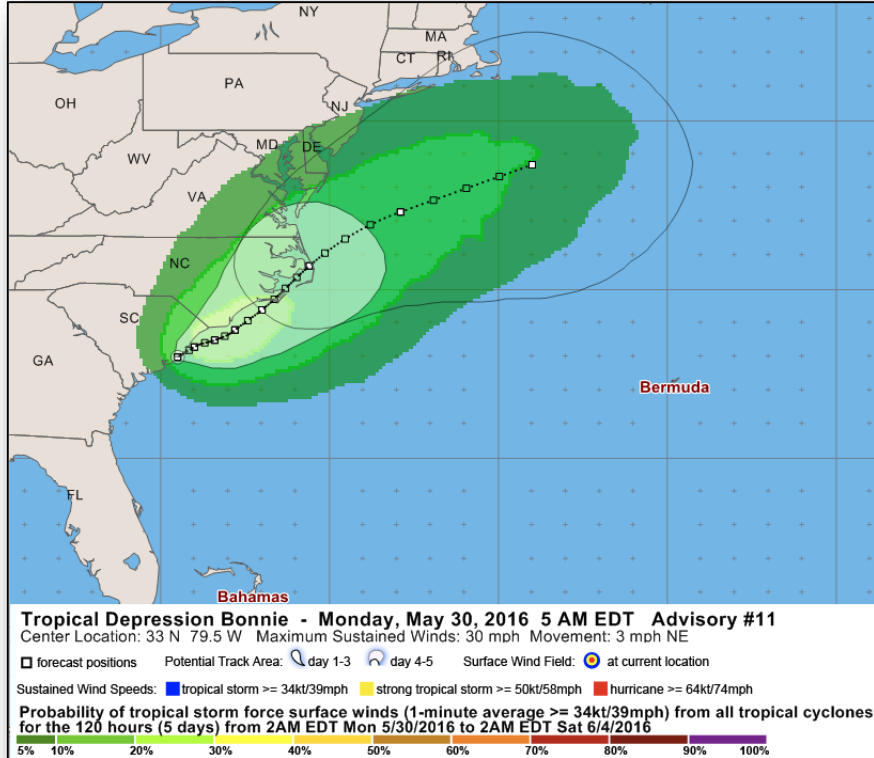 NY
MA
CT RI
PA
OH
NJ
MD
DE
WV
VA
NC
SC
GA
Bermuda
FL
Bahamas
Tropical Depression Bonnie - Monday, May 30, 2016 5 AM EDT Advisory #11
Center Location: 33 N 79.5 W Maximum Sustained Winds: 30 mph Movement: 3 mph NE
forecast positions Potential Track Area: day 1-3 day 4-5 Surface Wind Field: at current location
Sustained Wind Speeds: tropical storm >= 34kt/39mph strong tropical storm >= 50kt/58mph hurricane >= 64kt/74mph
Probability of tropical storm force surface winds (1-minute average >= 34kt/39mph) from all tropical cyclones
for the 120 hours (5 days) from 2AM EDT Mon 5/30/2016 to 2AM EDT Sat 6/4/2016
5% 10% 20% 30% 40% 50% 60% 70% 80% 90% 100%